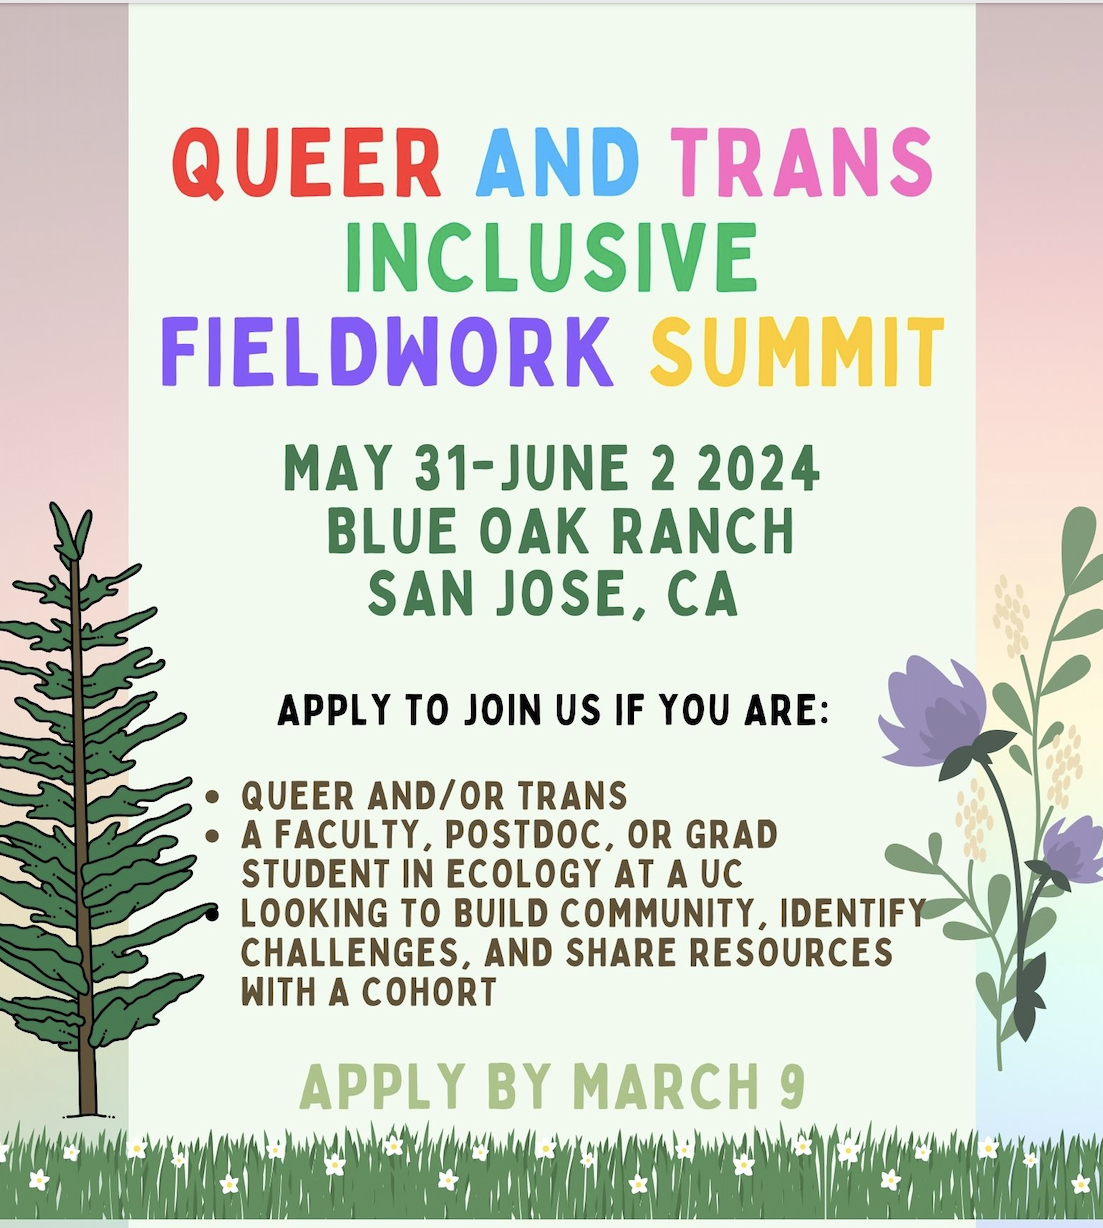 QUEER AND TRANS
INCLUSIVE
FIELDWORK SUMMIT
MAY 31-JUNE 2 2024
BLUE OAK RANCH
SAN JOSE, CA
APPLY TO JOIN US IF YOU ARE:
• QUEER AND/OR TRANS
• A FACULTY, POSTDOC, OR GRAD
STUDENT IN ECOLOGY AT A UC
• LOOKING TO BUILD COMMUNITY, IDENTIFY
CHALLENGES, AND SHARE RESOURCES
WITH A COHORT
APPLY BY MARCH 9